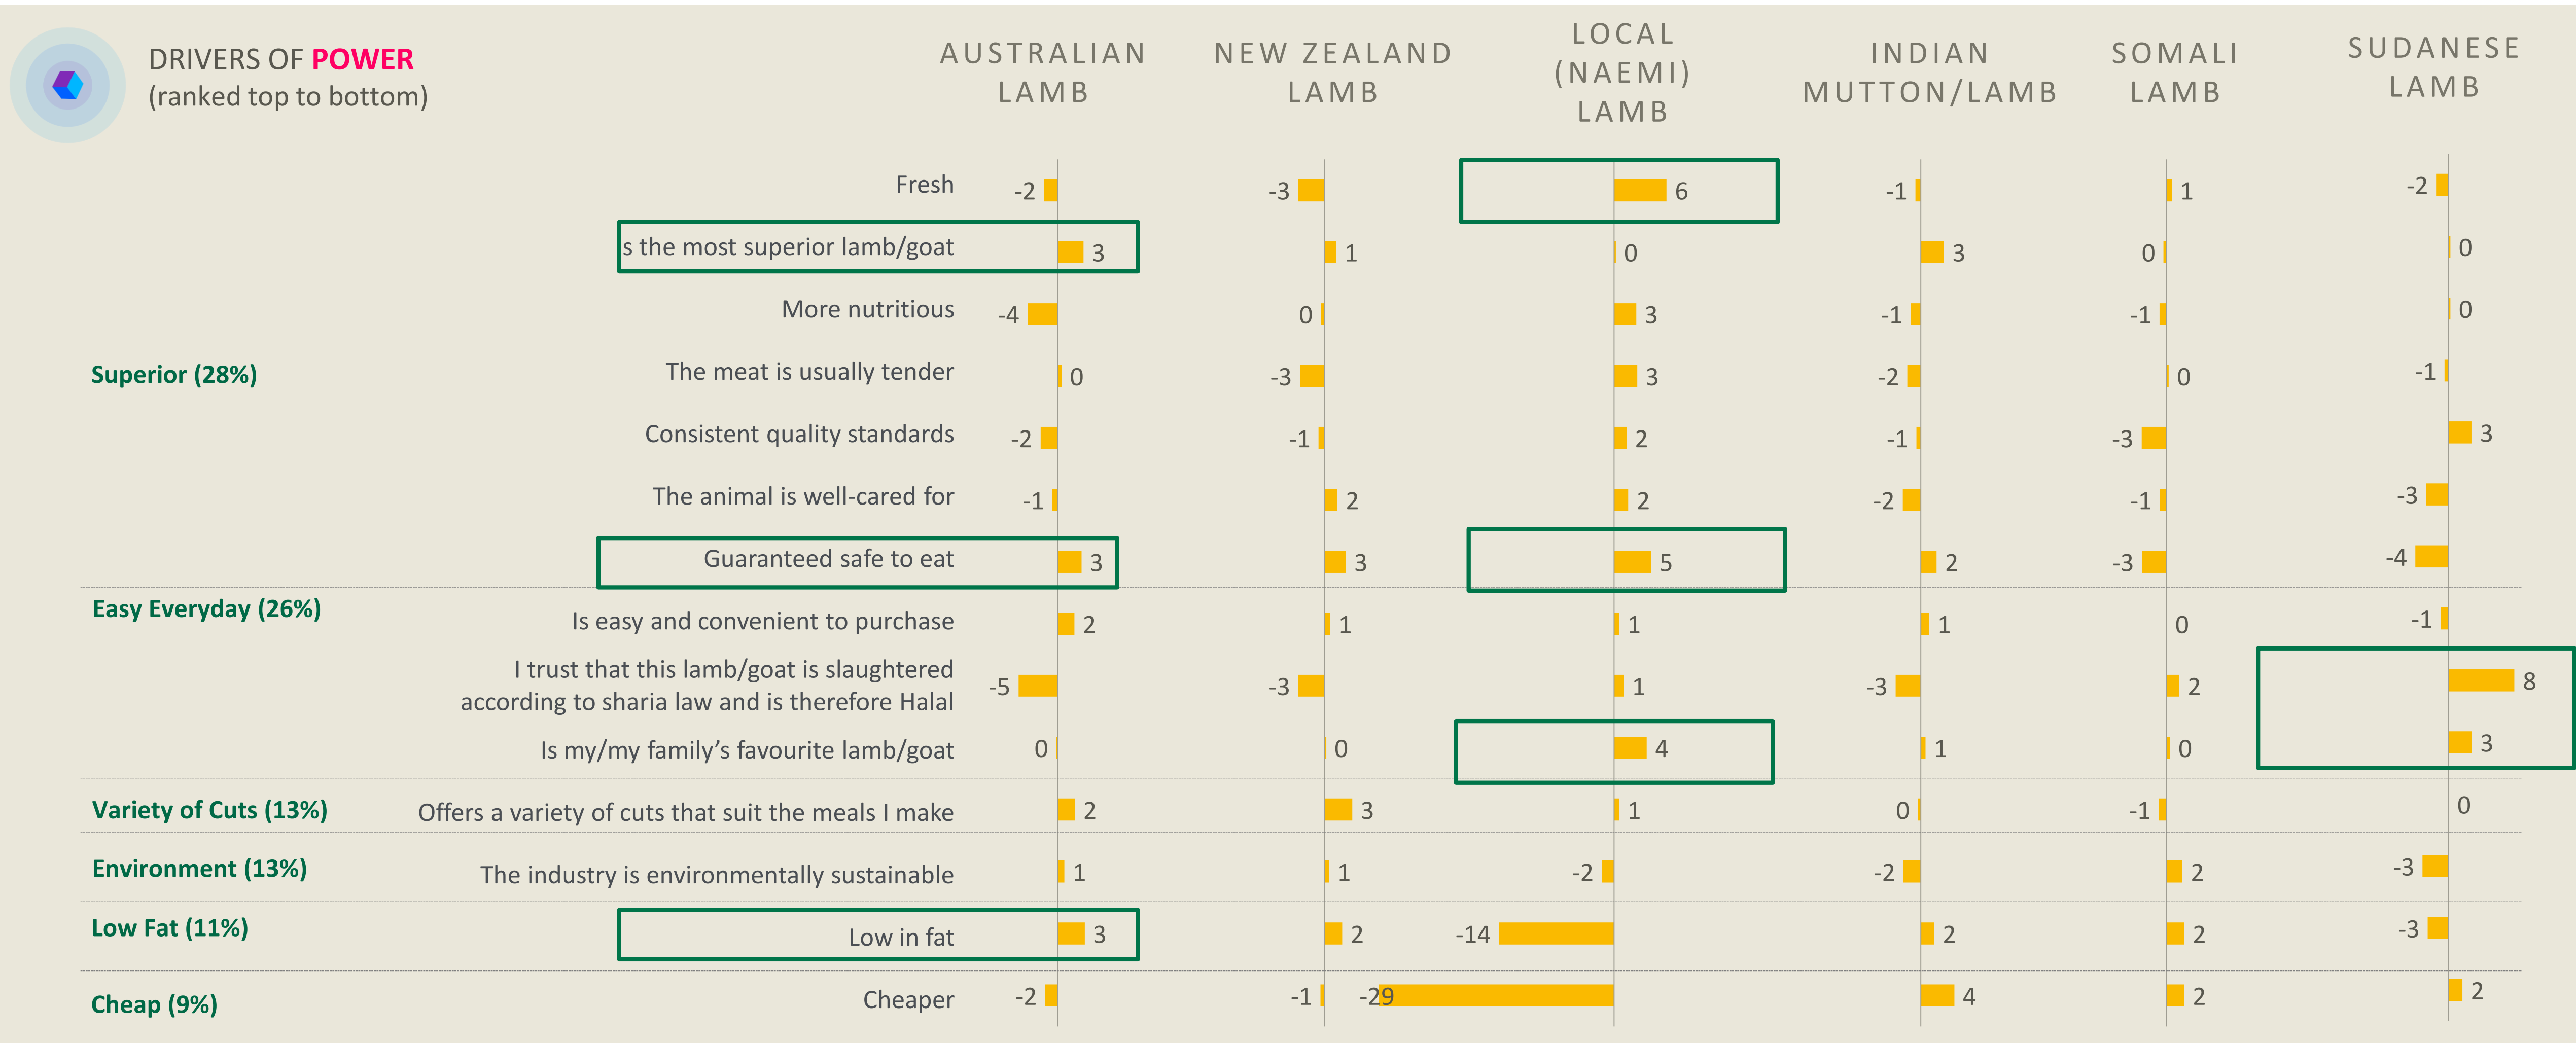 DRIVERS OF POWER
(ranked top to bottom)
AUSTRALIAN
LAMB
NEW ZEALAND
LAMB
LOCAL
(NAEMI)
LAMB
INDIAN
MUTTON/LAMB
SOMALI
LAMB
SUDANESE
LAMB
Superior (28%)
Fresh -2 -3 6 -1 1 -2
s the most superior lamb/goat 3 1 0 3 0 0
More nutritious -4 0 3 -1 -1 0
The meat is usually tender 0 -3 3 -2 0 -1
Consistent quality standards -2 -1 2 -1 -3 3
The animal is well-cared for -1 2 2 -2 -1 -3
Guaranteed safe to eat 3 3 5 2 -3 -4
Easy Everyday (26%)
Is easy and convenient to purchase 2 1 1 1 0 -1
I trust that this lamb/goat is slaughtered
according to sharia law and is therefore Halal -5 -3 1 -3 2 8
Is my/my family’s favourite lamb/goat 0 0 4 1 0 3
Variety of Cuts (13%) Offers a variety of cuts that suit the meals I make 2 3 1 0 -1 0
Environment (13%) The industry is environmentally sustainable 1 1 -2 -2 2 -3
Low Fat (11%) Low in fat 3 2 -14 2 2 -3
Cheap (9%) Cheaper -2 -1 -29 4 2 2